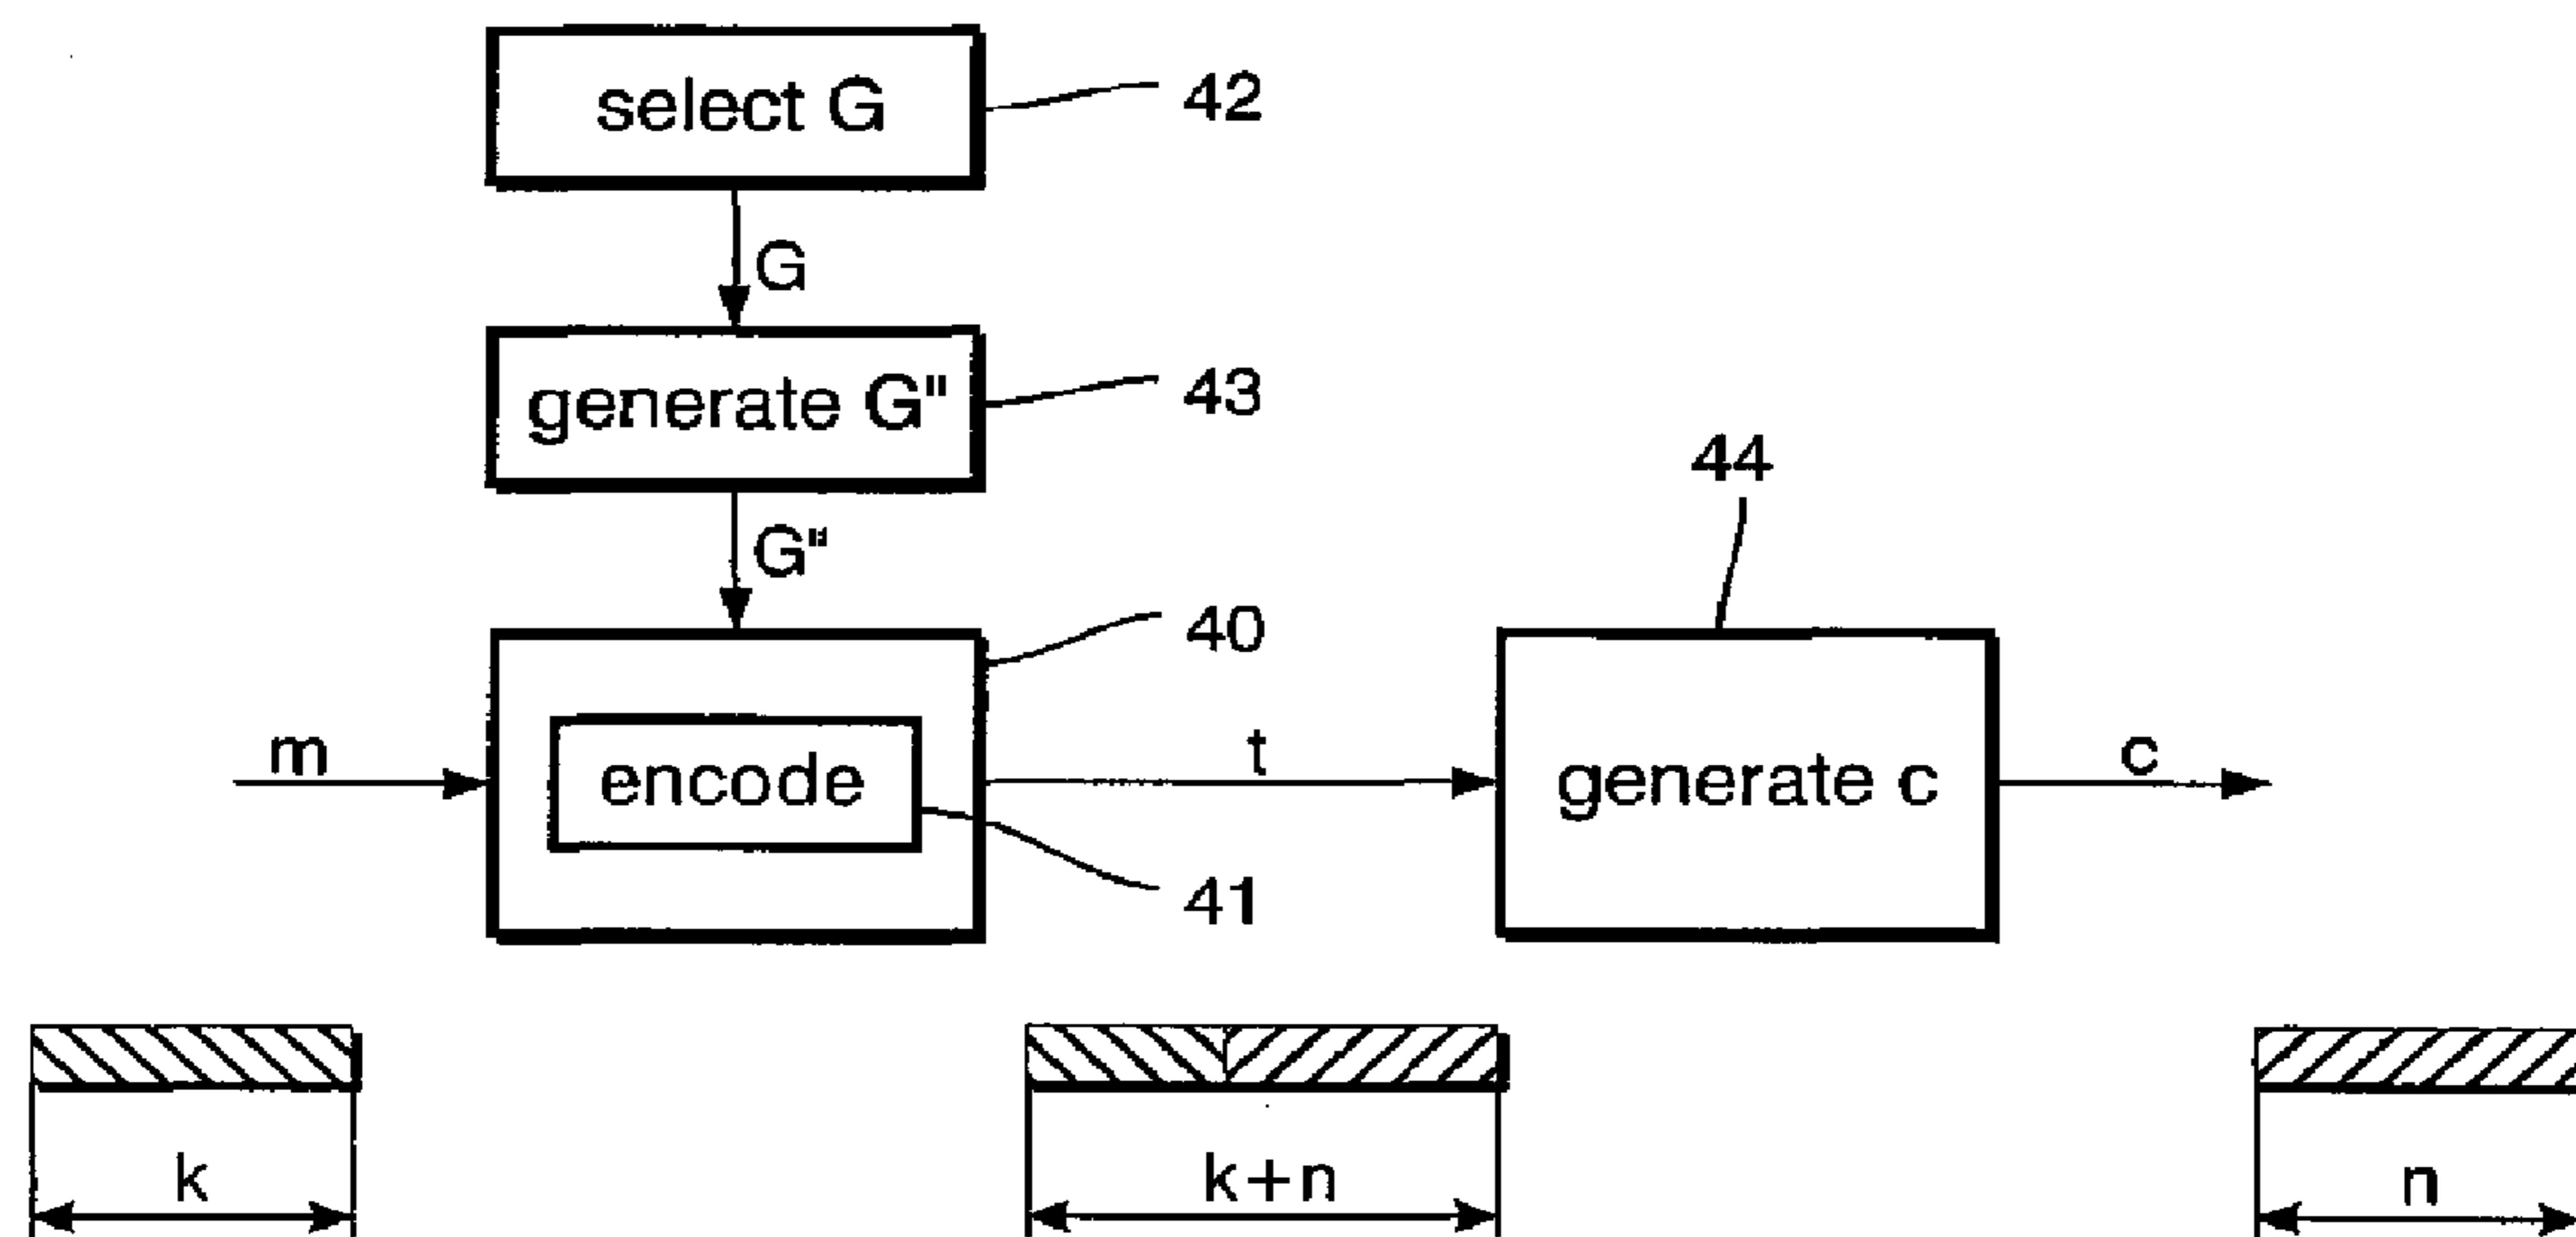 select G
42
G
generate G"
43
44
G"
40
m
encode
t
generate c
c
41
k
k+n
n